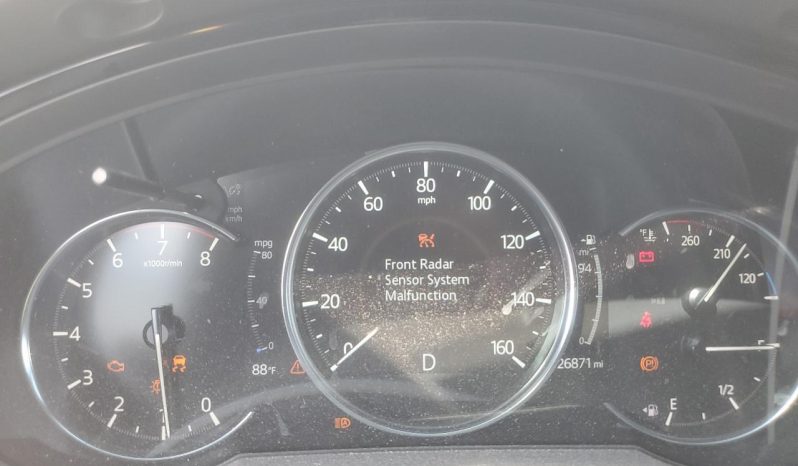 mph
km/h
6 7 8
x1000r/min
5
4
3
2
0
mpg
80
40
0
88°F
80
mph
60 100
40 120
20 140
0 160
Front Radar
Sensor System
Malfunction
D
mi
94
0
26871 mi
°F
260
210
120
F
1/2
E
(P)
A